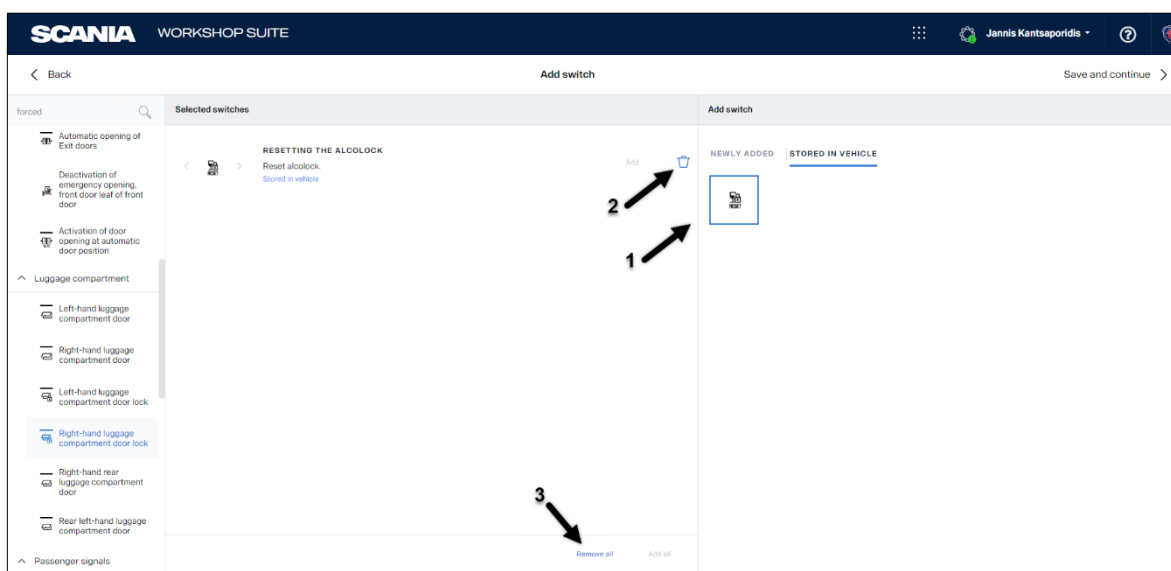 SCANIA WORKSHOP SUITE
Jannis Kantsaporidis
?
Back
Add switch
Save and continue
forced
Automatic opening of
Exit doors
Deactivation of
emergency opening,
front door leaf of front
door
Activation of door
opening at automatic
door position
Luggage compartment
Left-hand luggage
compartment door
Right-hand luggage
compartment door
Left-hand luggage
compartment door lock
Right-hand luggage
compartment door lock
Right-hand rear
luggage compartment
door
Rear left-hand luggage
compartment door
Passenger signals
Selected switches
RESET
RESETTING THE ALCOLOCK
Reset alcolock.
Stored in vehicle
Add
2
1
3
Remove all
Add all
Add switch
NEWLY ADDED
STORED IN VEHICLE
RESET